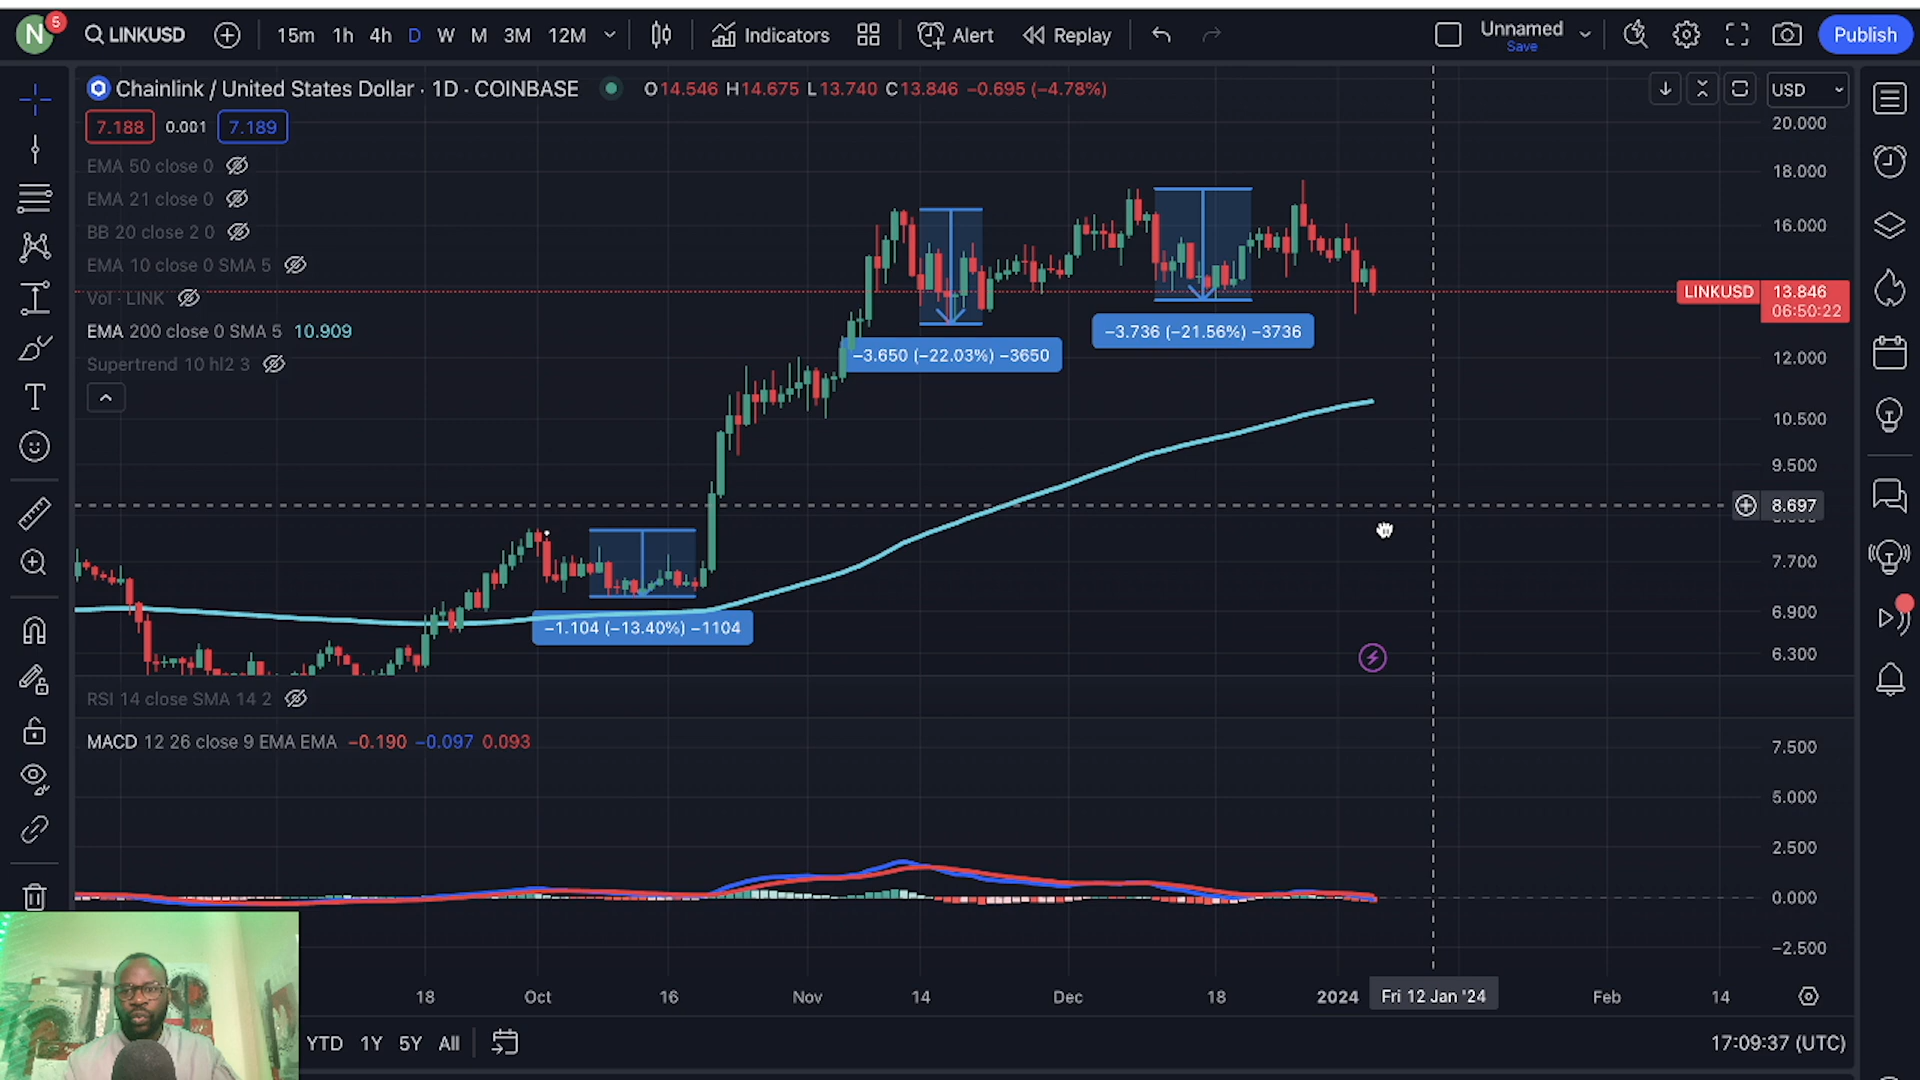 N 5 LINKUSD 15m 1h 4h D W M 3M 12M Indicators Alert Replay Unnamed Save Publish
Chainlink / United States Dollar · 1D · COINBASE O14.546 H14.675 L13.740 C13.846 −0.695 (−4.78%) USD
7.188 0.001 7.189
20.000
EMA 50 close 0
18.000
EMA 21 close 0
BB 20 close 2 0
16.000
EMA 10 close 0 SMA 5
Vol · LINK
LINKUSD 13.846
06:50:22
EMA 200 close 0 SMA 5 10.909
−3.736 (−21.56%) −3736
−3.650 (−22.03%) −3650
12.000
Supertrend 10 hl2 3
10.500
9.500
8.697
7.700
6.900
−1.104 (−13.40%) −1104
6.300
RSI 14 close SMA 14 2
MACD 12 26 close 9 EMA EMA −0.190 −0.097 0.093
7.500
5.000
2.500
0.000
−2.500
18 Oct 16 Nov 14 Dec 18 2024 Fri 12 Jan '24 Feb 14
YTD 1Y 5Y All 17:09:37 (UTC)